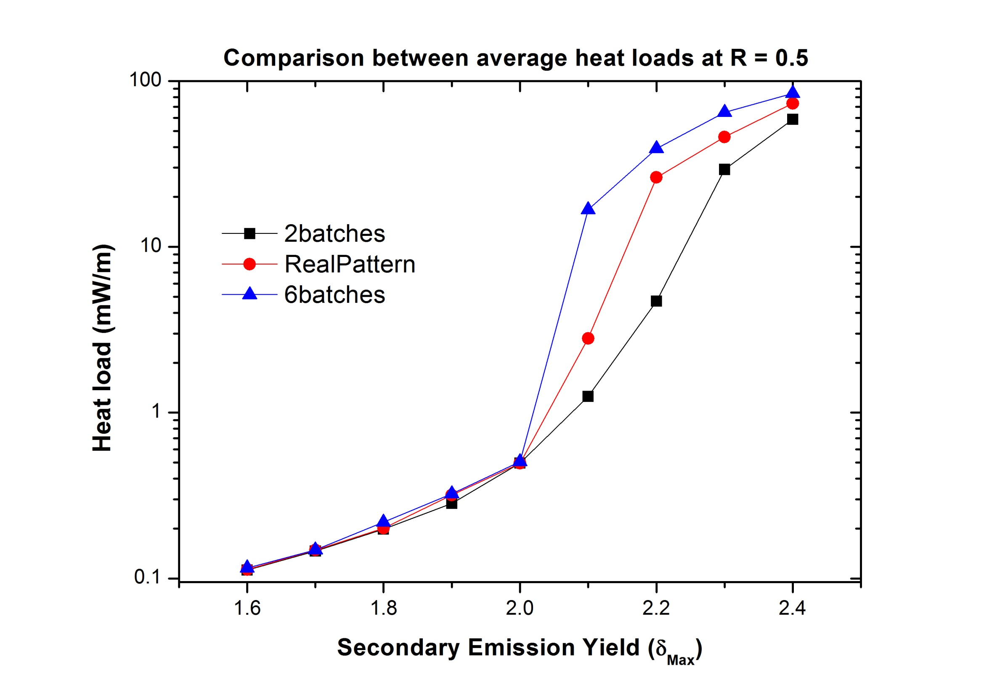 Comparison between average heat loads at R = 0.5
100
10
1
0.1
Heat load (mW/m)
2batches
RealPattern
6batches
1.6 1.8 2.0 2.2 2.4
Secondary Emission Yield (δMax)